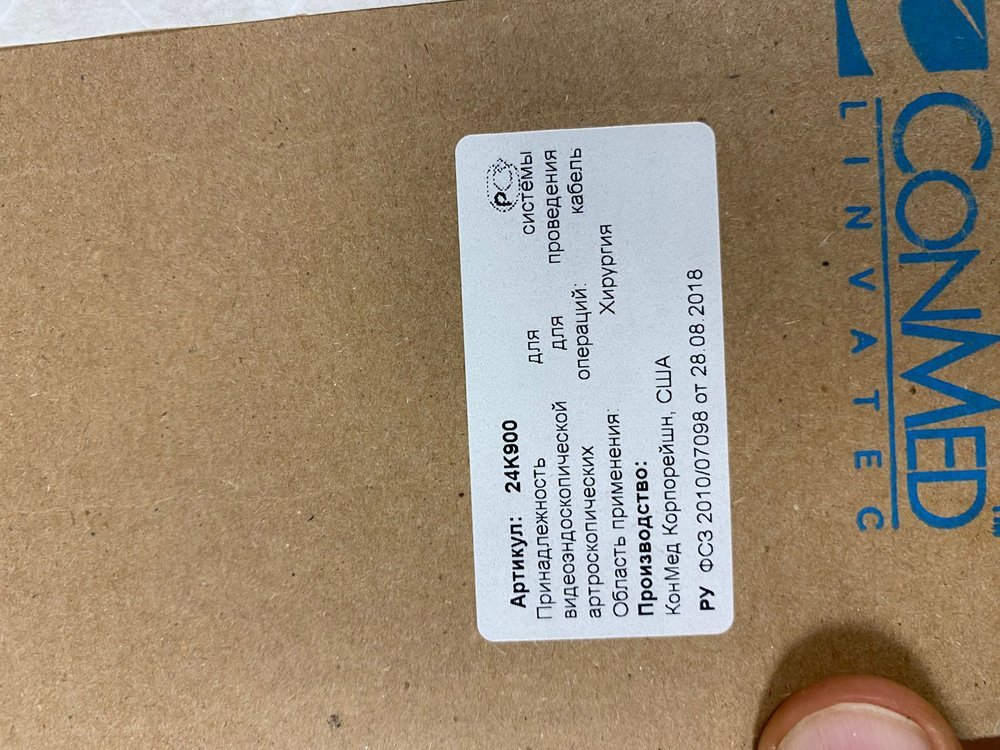 Артикул: 24K900
Принадлежность для системы
видеоэндоскопической для проведения
артроскопических операций: кабель
Область применения: Хирургия
Производство:
КонМед Корпорейшн, США
РУ ФСЗ 2010/07098 от 28.08.2018
LINVATEC
CONMED
TM